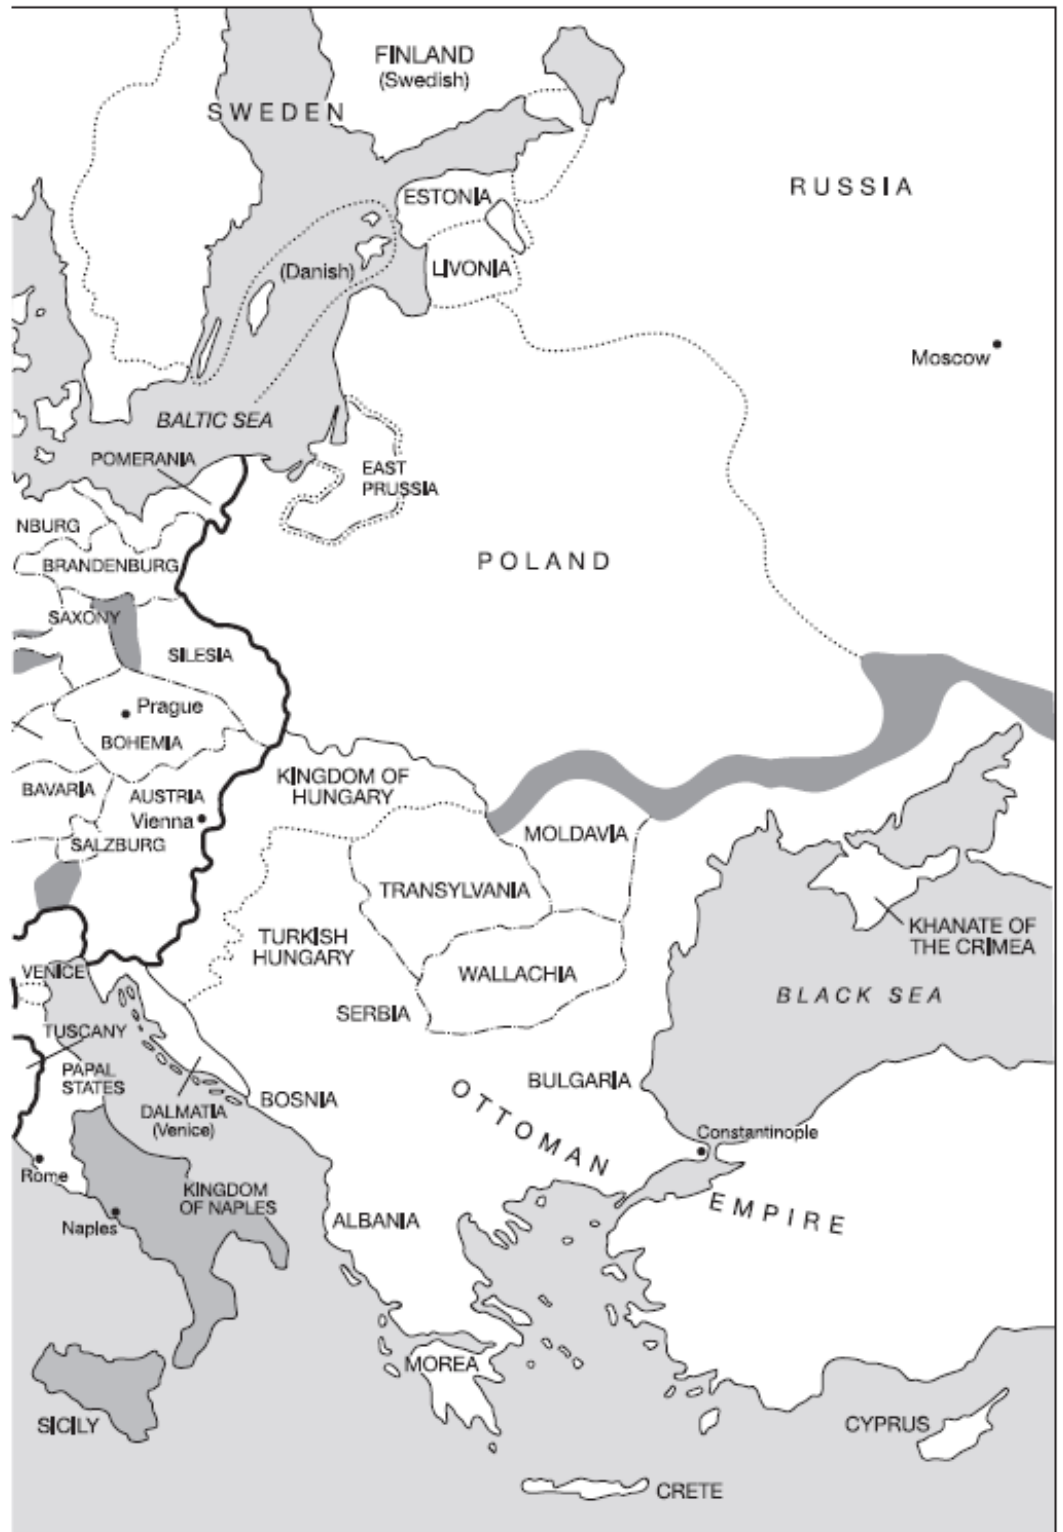 FINLAND
(Swedish)
SWEDEN
RUSSIA
ESTONIA
(Danish)
LIVONIA
Moscow
BALTIC SEA
POMERANIA
EAST
PRUSSIA
NBURG
POLAND
BRANDENBURG
SAXONY
SILESIA
Prague
BOHEMIA
KINGDOM OF
HUNGARY
BAVARIA
AUSTRIA
Vienna
MOLDAVIA
SALZBURG
TRANSYLVANIA
KHANATE OF
THE CRIMEA
TURKISH
HUNGARY
VENICE
WALLACHIA
BLACK SEA
SERBIA
TUSCANY
PAPAL
STATES
BULGARIA
BOSNIA
DALMATIA
(Venice)
OTTOMAN
Constantinople
Rome
KINGDOM
OF NAPLES
EMPIRE
Naples
ALBANIA
MOREA
SICILY
CYPRUS
CRETE